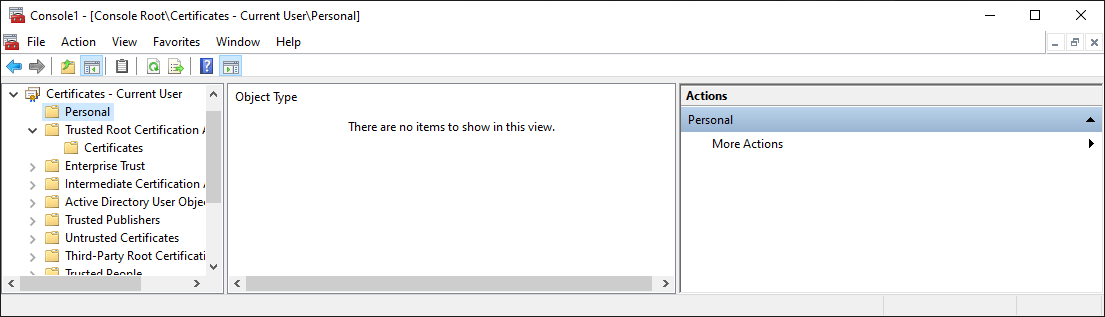 Console1 - [Console Root\Certificates - Current User\Personal]
File Action View Favorites Window Help
Certificates - Current User
Personal
Trusted Root Certification A
Certificates
Enterprise Trust
Intermediate Certification A
Active Directory User Objec
Trusted Publishers
Untrusted Certificates
Third-Party Root Certificati
Trusted People
Object Type
There are no items to show in this view.
Actions
Personal
More Actions